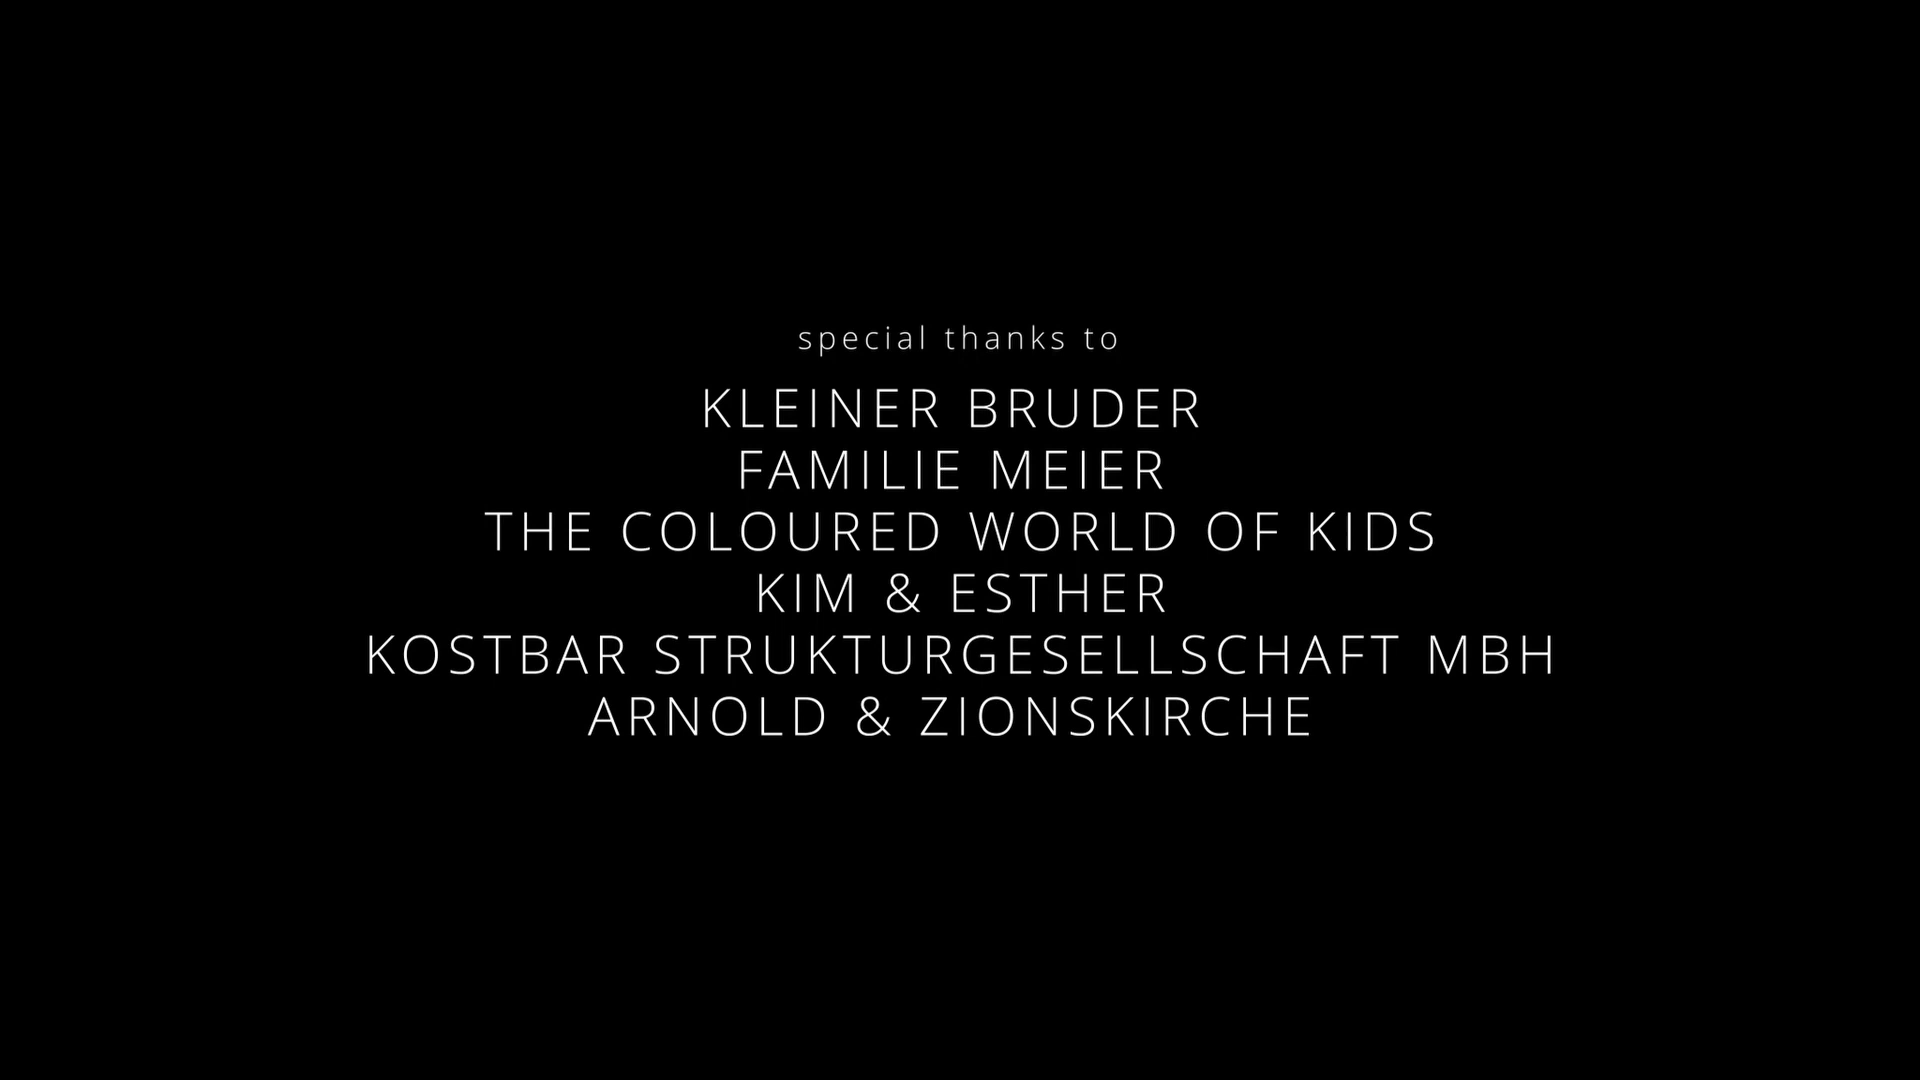 special thanks to
KLEINER BRUDER
FAMILIE MEIER
THE COLOURED WORLD OF KIDS
KIM & ESTHER
KOSTBAR STRUKTURGESELLSCHAFT MBH
ARNOLD & ZIONSKIRCHE